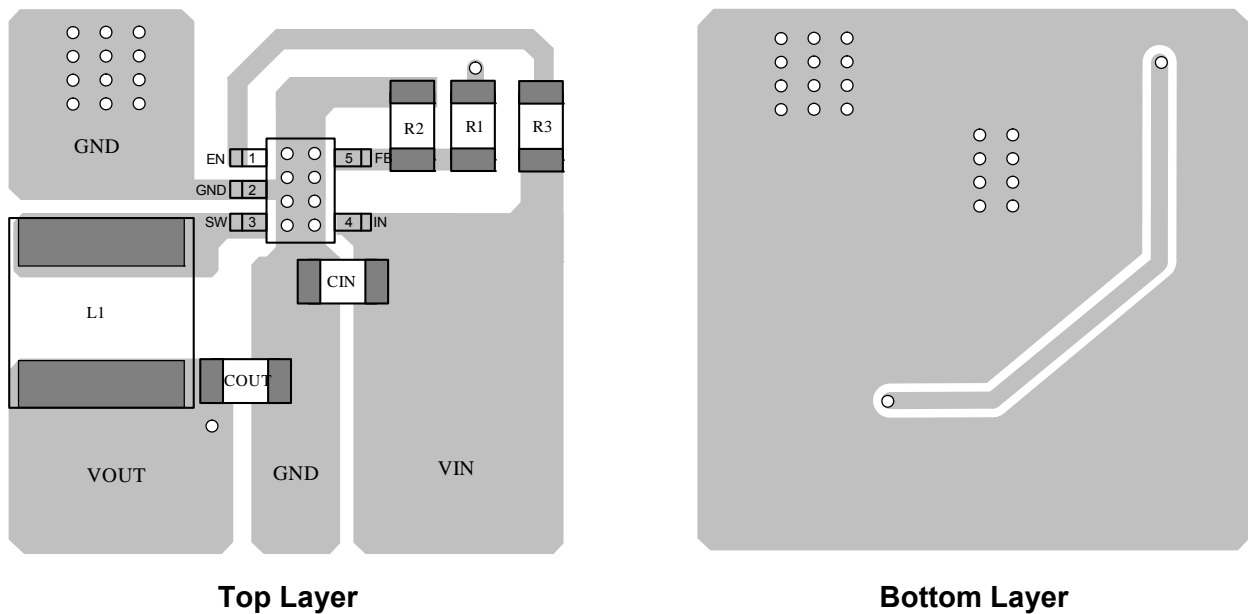 GND
R2
R1
R3
EN
1
5
FB
GND
2
SW
3
4
IN
CIN
L1
COUT
VOUT
GND
VIN
Top Layer
Bottom Layer